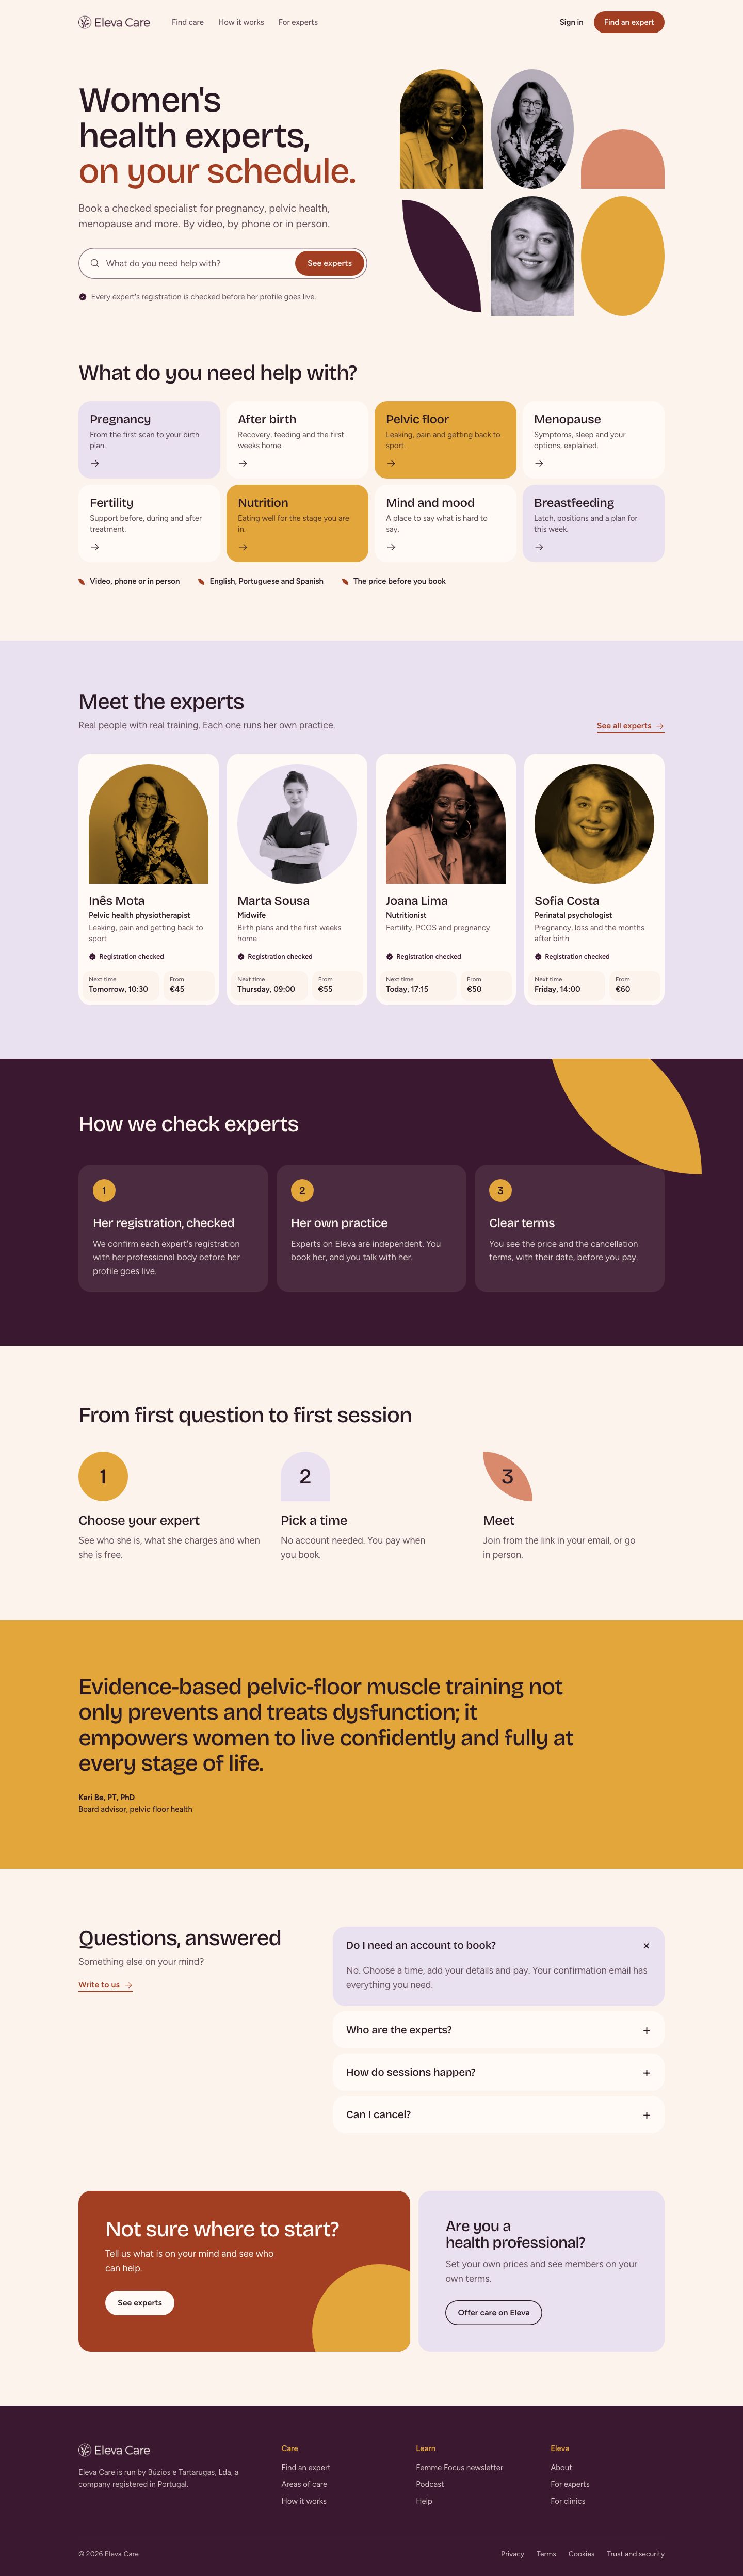 Eleva Care
Find care
How it works
For experts
Sign in
Find an expert
Women's
health experts,
on your schedule.
Book a checked specialist for pregnancy, pelvic health,
menopause and more. By video, by phone or in person.
What do you need help with?
See experts
Every expert's registration is checked before her profile goes live.
What do you need help with?
Pregnancy
From the first scan to your birth
plan.
After birth
Recovery, feeding and the first
weeks home.
Pelvic floor
Leaking, pain and getting back to
sport.
Menopause
Symptoms, sleep and your
options, explained.
Fertility
Support before, during and after
treatment.
Nutrition
Eating well for the stage you are
in.
Mind and mood
A place to say what is hard to
say.
Breastfeeding
Latch, positions and a plan for
this week.
Video, phone or in person
English, Portuguese and Spanish
The price before you book
Meet the experts
Real people with real training. Each one runs her own practice.
See all experts
Inês Mota
Pelvic health physiotherapist
Leaking, pain and getting back to
sport
Registration checked
Next time
Tomorrow, 10:30
From
€45
Marta Sousa
Midwife
Birth plans and the first weeks
home
Registration checked
Next time
Thursday, 09:00
From
€55
Joana Lima
Nutritionist
Fertility, PCOS and pregnancy
Registration checked
Next time
Today, 17:15
From
€50
Sofia Costa
Perinatal psychologist
Pregnancy, loss and the months
after birth
Registration checked
Next time
Friday, 14:00
From
€60
How we check experts
1
Her registration, checked
We confirm each expert's registration
with her professional body before her
profile goes live.
2
Her own practice
Experts on Eleva are independent. You
book her, and you talk with her.
3
Clear terms
You see the price and the cancellation
terms, with their date, before you pay.
From first question to first session
1
Choose your expert
See who she is, what she charges and when
she is free.
2
Pick a time
No account needed. You pay when
you book.
3
Meet
Join from the link in your email, or go
in person.
Evidence-based pelvic-floor muscle training not
only prevents and treats dysfunction; it
empowers women to live confidently and fully at
every stage of life.
Kari Bø, PT, PhD
Board advisor, pelvic floor health
Questions, answered
Something else on your mind?
Write to us
Do I need an account to book?
No. Choose a time, add your details and pay. Your confirmation email has
everything you need.
Who are the experts?
How do sessions happen?
Can I cancel?
Not sure where to start?
Tell us what is on your mind and see who
can help.
See experts
Are you a
health professional?
Set your own prices and see members on your
own terms.
Offer care on Eleva
Eleva Care
Eleva Care is run by Búzios e Tartarugas, Lda, a
company registered in Portugal.
Care
Find an expert
Areas of care
How it works
Learn
Femme Focus newsletter
Podcast
Help
Eleva
About
For experts
For clinics
© 2026 Eleva Care
Privacy
Terms
Cookies
Trust and security